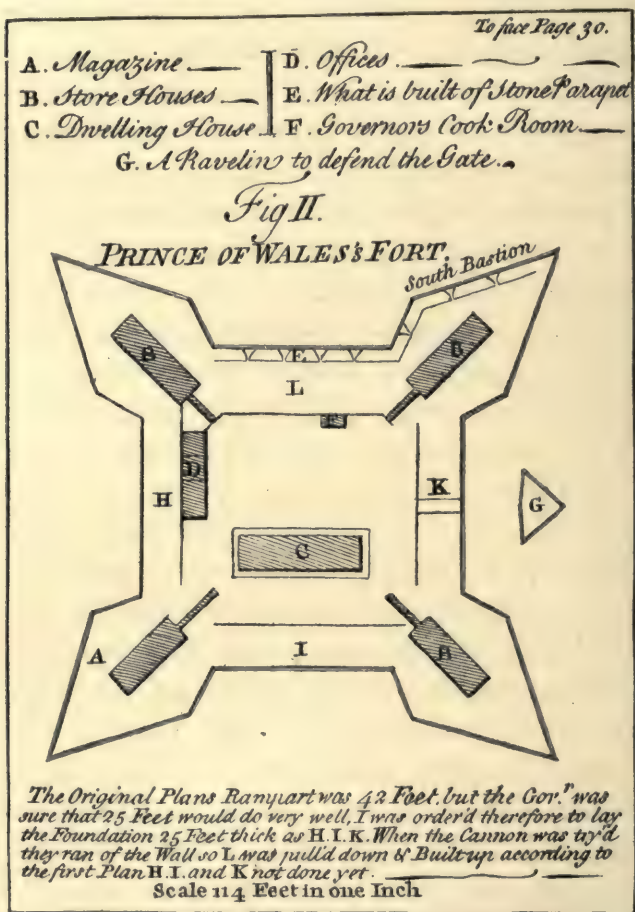 To face Page 30.
A. Magazine
B. Store Houses
C. Dwelling House
D. Offices
E. What is built of Stone Parapet
F. Governors Cook Room
G. A Ravelin to defend the Gate.
Fig II.
PRINCE OF WALES's FORT.
South Bastion
B
E
B
L
F
D
H
K
G
C
A
I
B
The Original Plans Rampart was 42 Feet. but the Gov.r was
sure that 25 Feet would do very well, I was order'd therefore to lay
the Foundation 25 Feet thick as H. I. K. When the Cannon was try'd
they ran of the Wall so L was pull'd down & Built up according to
the first Plan H. I. and K not done yet.
Scale 114 Feet in one Inch